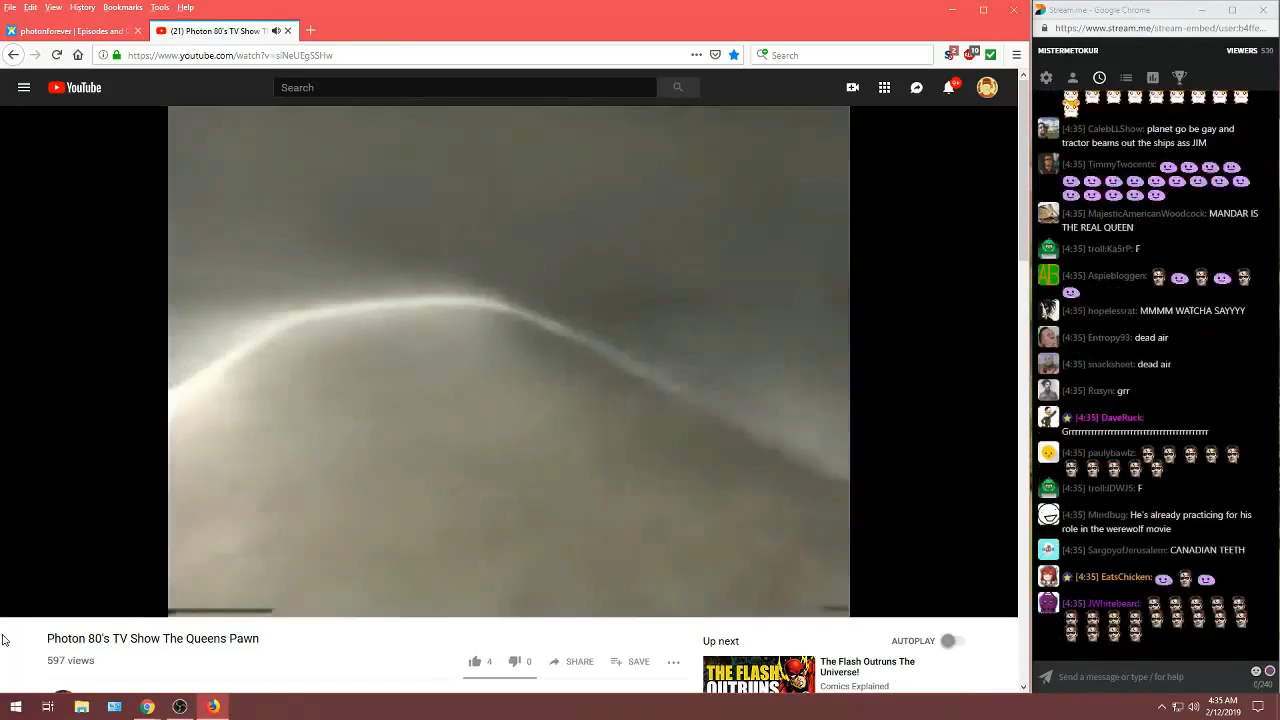 File Edit View History Bookmarks Tools Help
photonforever | Episodes and C
(21) Photon 80's TV Show T
https://www.youtube.com/watch?v=siNeUEgSSHw
Search
2
10
YouTube
Search
9+
Photon 80's TV Show The Queens Pawn
597 views
4
0
SHARE
SAVE
Up next
AUTOPLAY
THE FLASH
OUTRUNS
The Flash Outruns The
Universe!
Comics Explained
Stream.me - Google Chrome
https://www.stream.me/stream-embed/user:b4ffe...
MISTERMETOKUR
VIEWERS 530
[4:35] CalebLLShow: planet go be gay and
tractor beams out the ships ass JIM
[4:35] TimmyTwocents:
[4:35] MajesticAmericanWoodcock: MANDAR IS
THE REAL QUEEN
[4:35] troll:Ka5rP: F
[4:35] Aspiebloggen:
[4:35] hopelessrat: MMMM WATCHA SAYYYY
[4:35] Entropy93: dead air
[4:35] snacksheet: dead air
[4:35] Rusyn: grr
[4:35] DaveRuck:
Grrrrrrrrrrrrrrrrrrrrrrrrrrrrrrrrrrrrrrrrrr
[4:35] paulybawlz:
[4:35] troll:IDWJ5: F
[4:35] Mindbug: He's already practicing for his
role in the werewolf movie
[4:35] SargoyofJerusalem: CANADIAN TEETH
[4:35] EatsChicken:
[4:35] JWhitebeard:
Send a message or type / for help
0/240
4:35 AM
2/12/2019